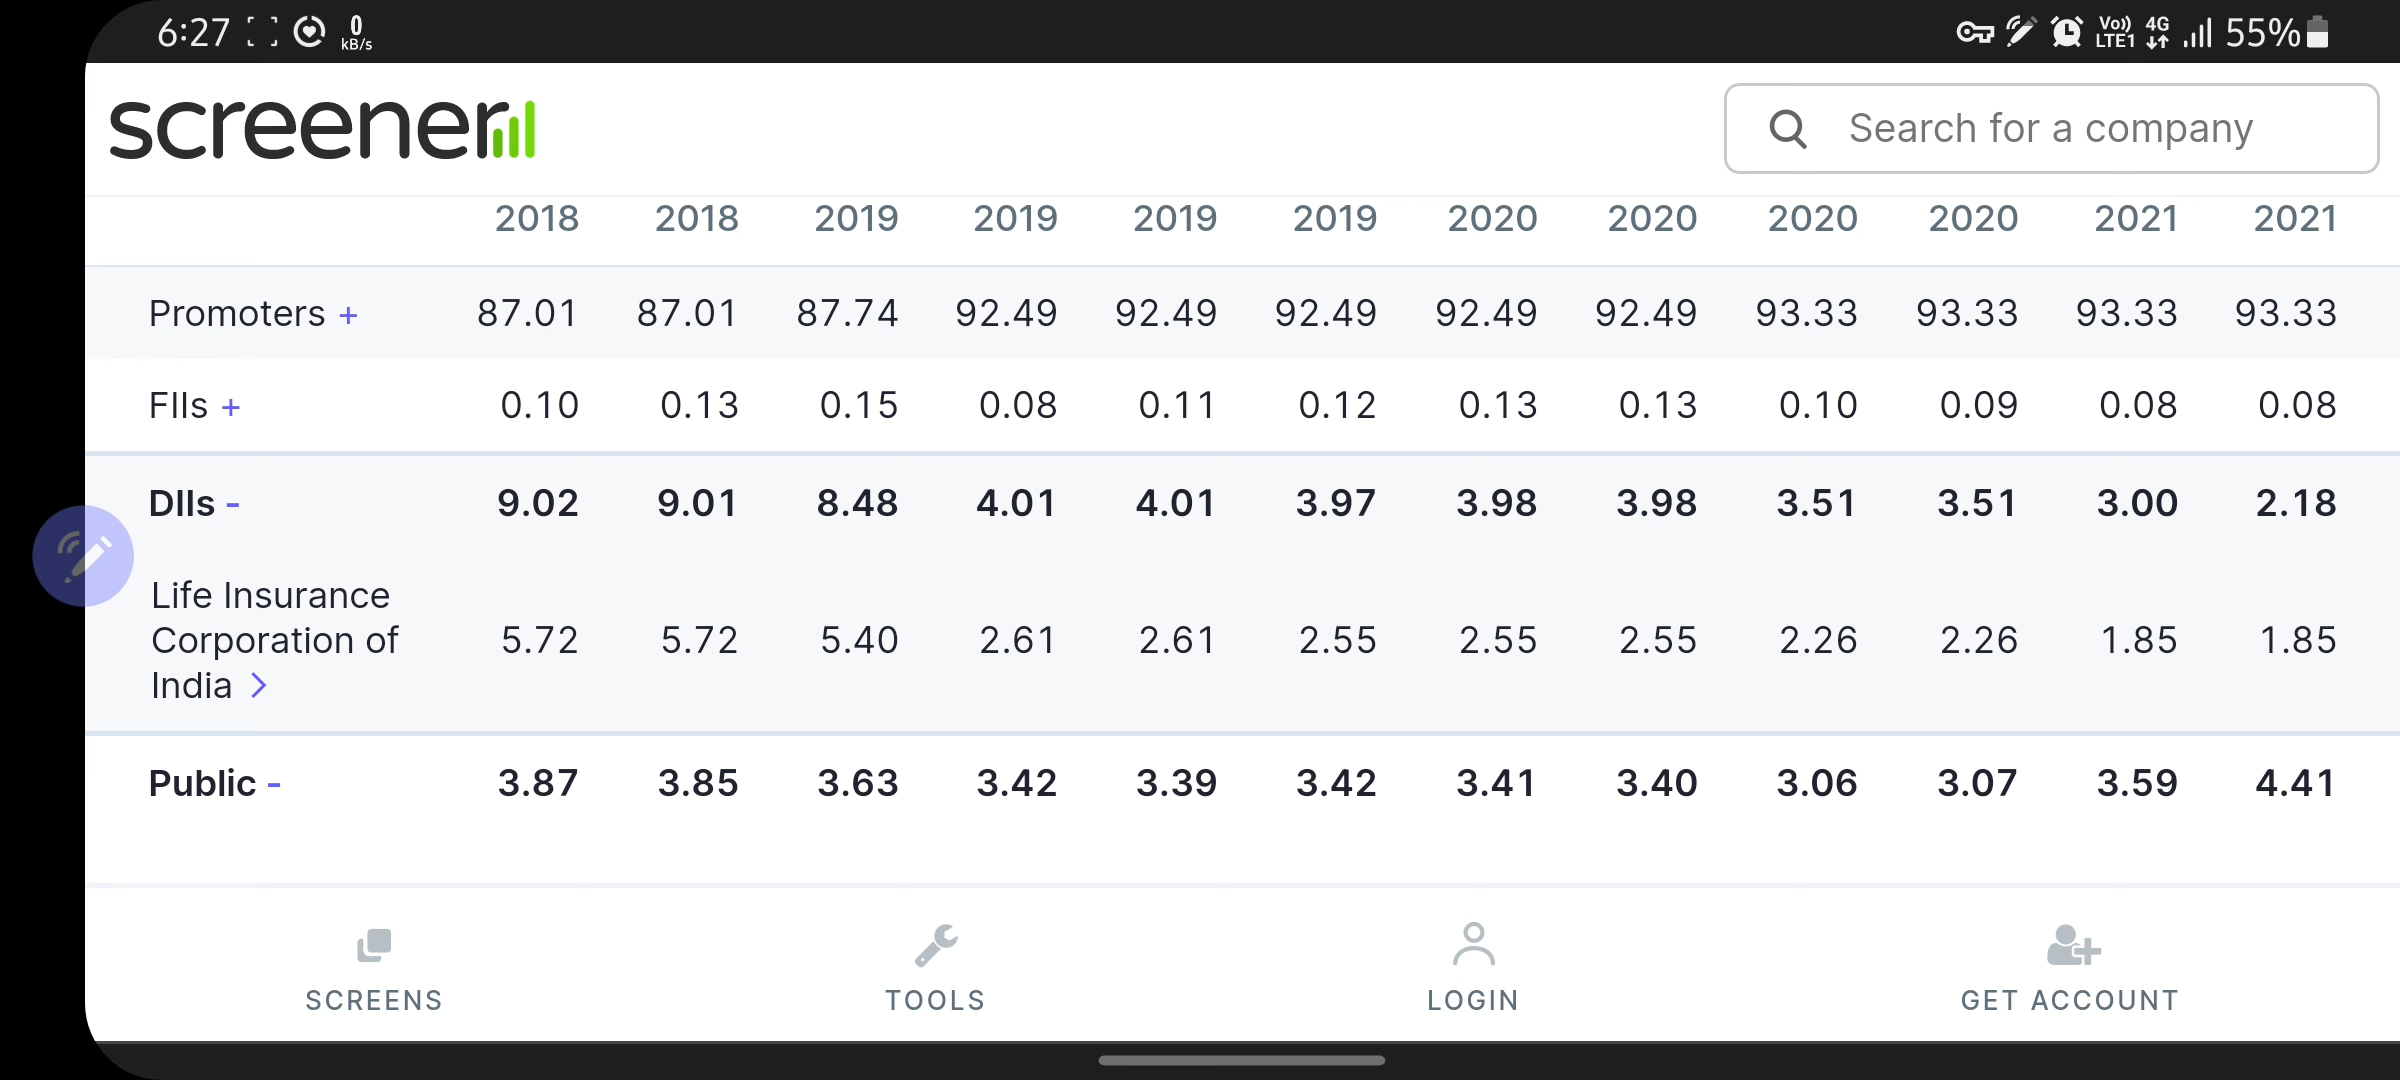 6:27 0 kB/s Vo)) LTE1 4G 55%
screener
Search for a company
2018 2018 2019 2019 2019 2019 2020 2020 2020 2020 2021 2021
Promoters + 87.01 87.01 87.74 92.49 92.49 92.49 92.49 92.49 93.33 93.33 93.33 93.33
FIIs + 0.10 0.13 0.15 0.08 0.11 0.12 0.13 0.13 0.10 0.09 0.08 0.08
DIIs - 9.02 9.01 8.48 4.01 4.01 3.97 3.98 3.98 3.51 3.51 3.00 2.18
Life Insurance
Corporation of 5.72 5.72 5.40 2.61 2.61 2.55 2.55 2.55 2.26 2.26 1.85 1.85
India >
Public - 3.87 3.85 3.63 3.42 3.39 3.42 3.41 3.40 3.06 3.07 3.59 4.41
SCREENS TOOLS LOGIN GET ACCOUNT